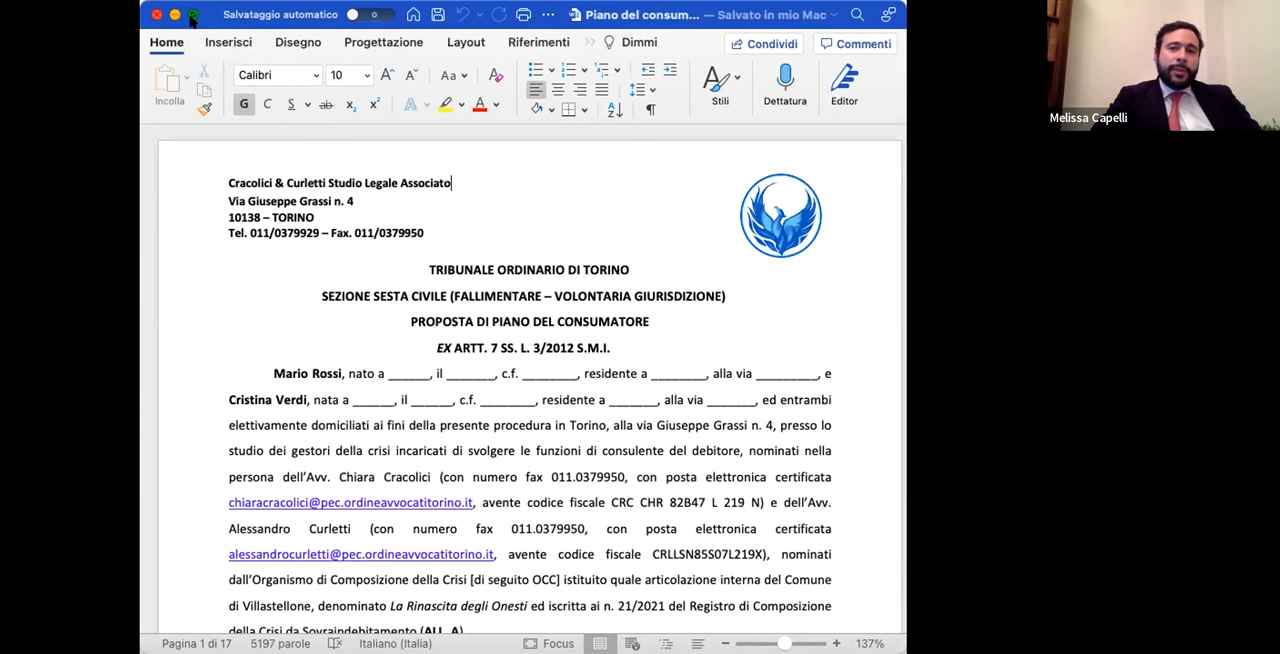 Salvataggio automatico
Piano del consum... — Salvato in mio Mac
Home Inserisci Disegno Progettazione Layout Riferimenti Dimmi
Condividi Commenti
Incolla
Calibri 10
Aa
G C S ab x₂ x² A A
Stili Dettatura Editor
Melissa Capelli
Cracolici & Curletti Studio Legale Associato
Via Giuseppe Grassi n. 4
10138 – TORINO
Tel. 011/0379929 – Fax. 011/0379950
TRIBUNALE ORDINARIO DI TORINO
SEZIONE SESTA CIVILE (FALLIMENTARE – VOLONTARIA GIURISDIZIONE)
PROPOSTA DI PIANO DEL CONSUMATORE
EX ARTT. 7 SS. L. 3/2012 S.M.I.
Mario Rossi, nato a ______, il _______, c.f. ________, residente a ________, alla via _________, e
Cristina Verdi, nata a ______, il ______, c.f. ________, residente a _______, alla via _______, ed entrambi
elettivamente domiciliati ai fini della presente procedura in Torino, alla via Giuseppe Grassi n. 4, presso lo
studio dei gestori della crisi incaricati di svolgere le funzioni di consulente del debitore, nominati nella
persona dell'Avv. Chiara Cracolici (con numero fax 011.0379950, con posta elettronica certificata
chiaracracolici@pec.ordineavvocatitorino.it, avente codice fiscale CRC CHR 82B47 L 219 N) e dell'Avv.
Alessandro Curletti (con numero fax 011.0379950, con posta elettronica certificata
alessandrocurletti@pec.ordineavvocatitorino.it, avente codice fiscale CRLLSN85S07L219X), nominati
dall'Organismo di Composizione della Crisi [di seguito OCC] istituito quale articolazione interna del Comune
di Villastellone, denominato La Rinascita degli Onesti ed iscritta ai n. 21/2021 del Registro di Composizione
della Crisi da Sovraindebitamento (ALL. A)
Pagina 1 di 17 5197 parole Italiano (Italia) Focus 137%